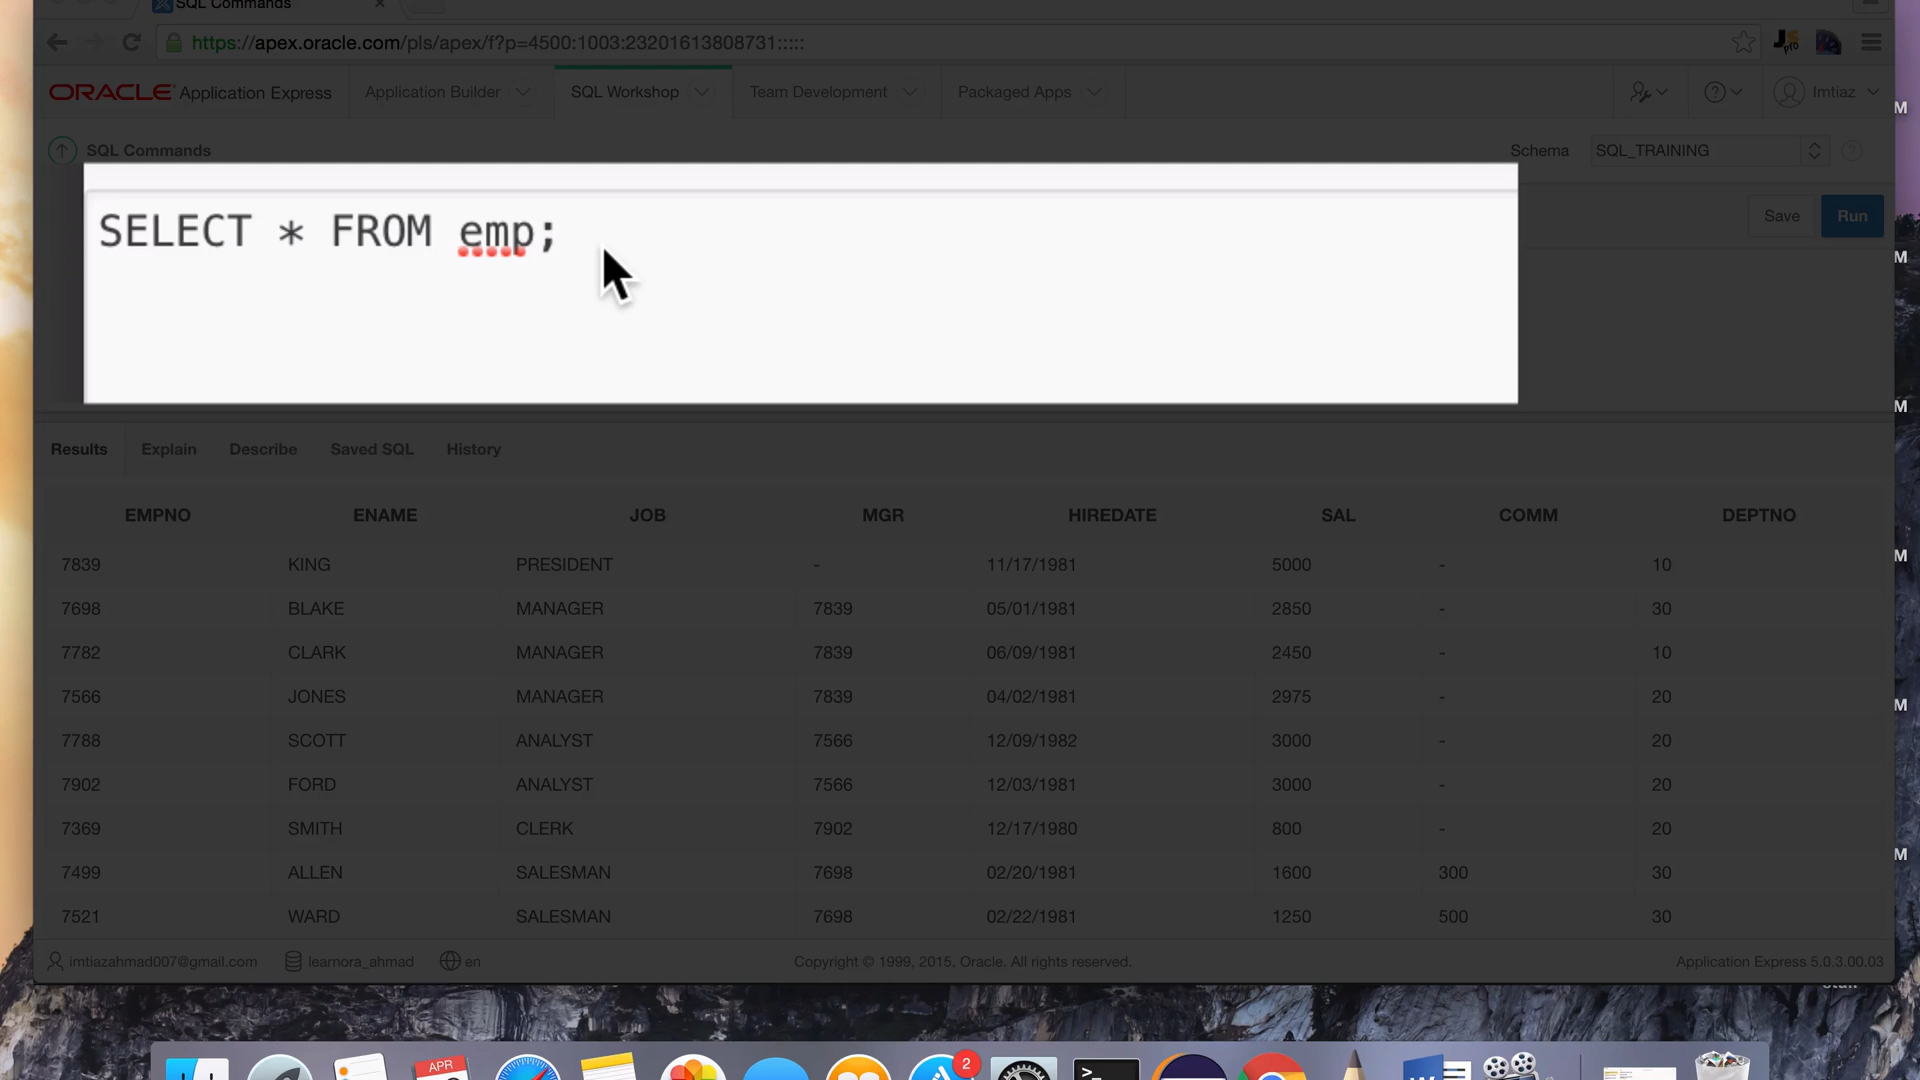 SQL Commands
https://apex.oracle.com/pls/apex/f?p=4500:1003:23201613808731:::::
JS Pro
ORACLE Application Express Application Builder SQL Workshop Team Development Packaged Apps Imtiaz
SQL Commands Schema SQL_TRAINING
Save Run
SELECT * FROM emp;
Results Explain Describe Saved SQL History
EMPNO ENAME JOB MGR HIREDATE SAL COMM DEPTNO
7839 KING PRESIDENT - 11/17/1981 5000 - 10
7698 BLAKE MANAGER 7839 05/01/1981 2850 - 30
7782 CLARK MANAGER 7839 06/09/1981 2450 - 10
7566 JONES MANAGER 7839 04/02/1981 2975 - 20
7788 SCOTT ANALYST 7566 12/09/1982 3000 - 20
7902 FORD ANALYST 7566 12/03/1981 3000 - 20
7369 SMITH CLERK 7902 12/17/1980 800 - 20
7499 ALLEN SALESMAN 7698 02/20/1981 1600 300 30
7521 WARD SALESMAN 7698 02/22/1981 1250 500 30
imtiazahmad007@gmail.com learnora_ahmad en Copyright © 1999, 2015, Oracle. All rights reserved. Application Express 5.0.3.00.03
M
M
M
M
M
M
APR
2
>_
W